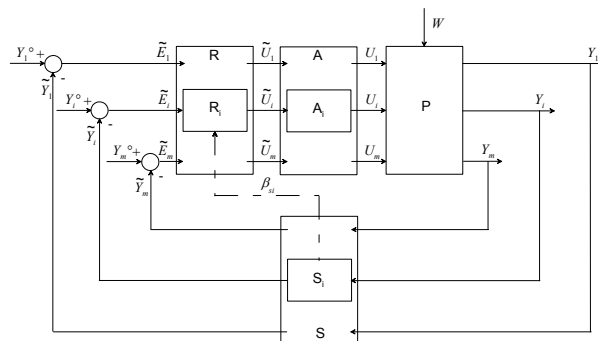 W
Y₁° + Ẽ₁ R Ũ₁ A U₁ Y₁
-
Ỹ₁
Yᵢ° + Ẽᵢ Rᵢ Ũᵢ Aᵢ Uᵢ P Yᵢ
-
Ỹᵢ
Yₘ° + Ẽₘ Ũₘ Uₘ Yₘ
-
Ỹₘ
βₛᵢ
Sᵢ
S